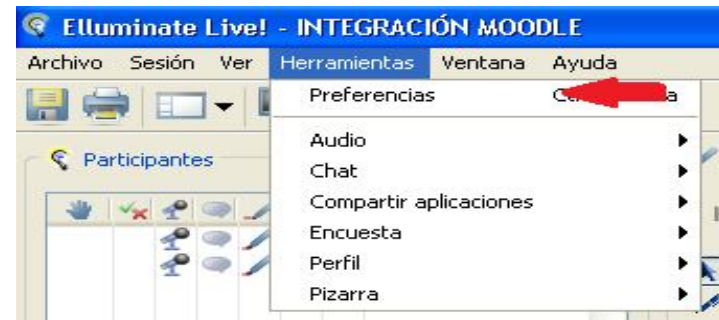 Elluminate Live! - INTEGRACIÓN MOODLE
Archivo Sesión Ver Herramientas Ventana Ayuda
Preferencias
Participantes
Audio
Chat
Compartir aplicaciones
Encuesta
Perfil
Pizarra